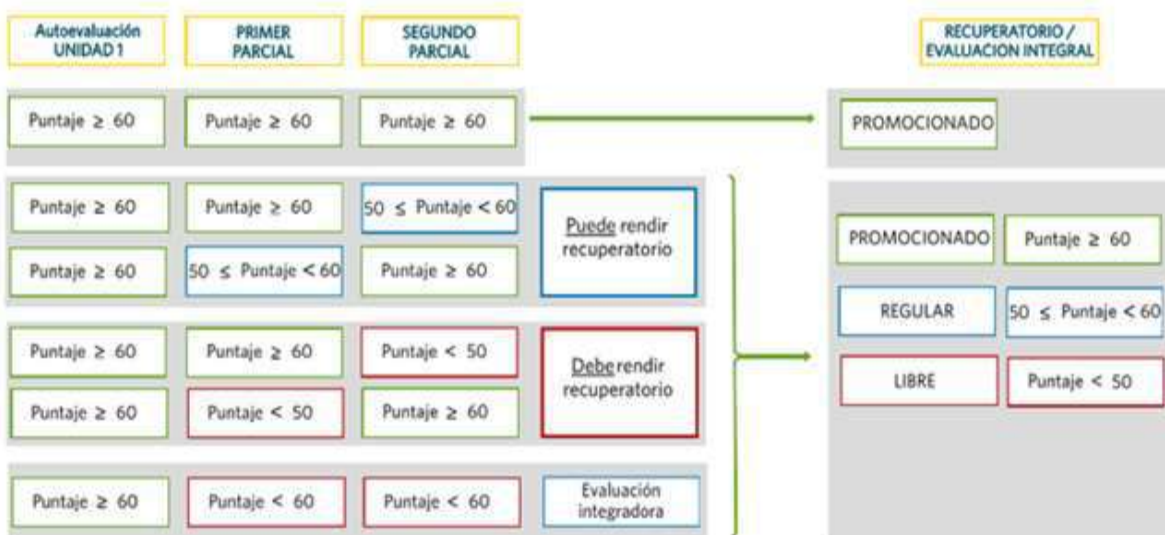 Autoevaluación
UNIDAD 1
PRIMER
PARCIAL
SEGUNDO
PARCIAL
RECUPERATORIO /
EVALUACION INTEGRAL
Puntaje ≥ 60
Puntaje ≥ 60
Puntaje ≥ 60
PROMOCIONADO
Puntaje ≥ 60
Puntaje ≥ 60
50 ≤ Puntaje < 60
Puntaje ≥ 60
50 ≤ Puntaje < 60
Puntaje ≥ 60
Puede rendir
recuperatorio
Puntaje ≥ 60
Puntaje ≥ 60
Puntaje < 50
Puntaje ≥ 60
Puntaje < 50
Puntaje ≥ 60
Debe rendir
recuperatorio
Puntaje ≥ 60
Puntaje < 60
Puntaje < 60
Evaluación
integradora
PROMOCIONADO
Puntaje ≥ 60
REGULAR
50 ≤ Puntaje < 60
LIBRE
Puntaje < 50